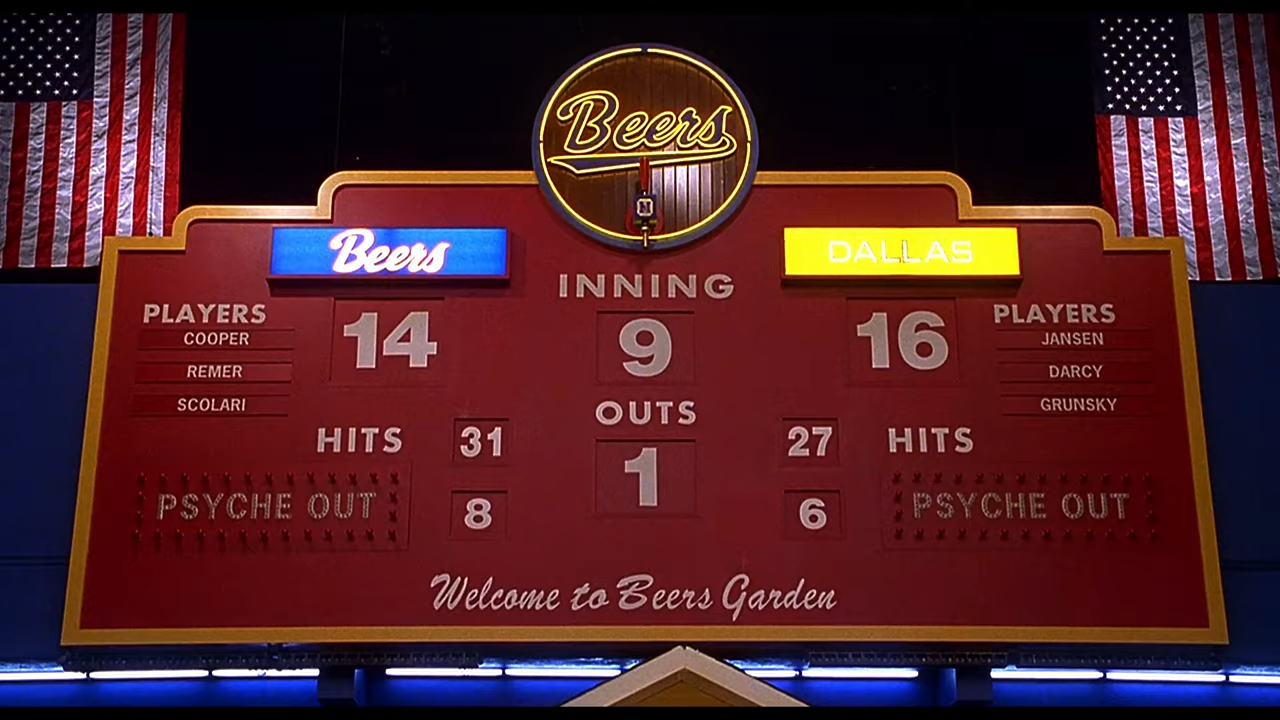 Beers
Beers
DALLAS
INNING
PLAYERS
14
9
16
PLAYERS
COOPER
JANSEN
REMER
DARCY
SCOLARI
GRUNSKY
OUTS
HITS
31
1
27
HITS
PSYCHE OUT
8
6
PSYCHE OUT
Welcome to Beers Garden